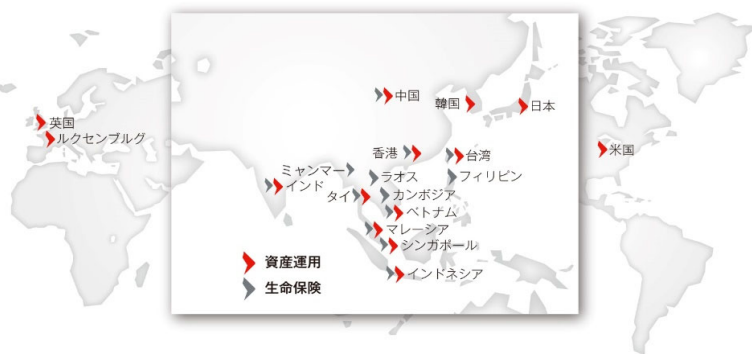 中国
韓国
日本
英国
ルクセンブルグ
香港
台湾
米国
ミャンマー
ラオス
フィリピン
インド
タイ
カンボジア
ベトナム
マレーシア
シンガポール
資産運用
インドネシア
生命保険